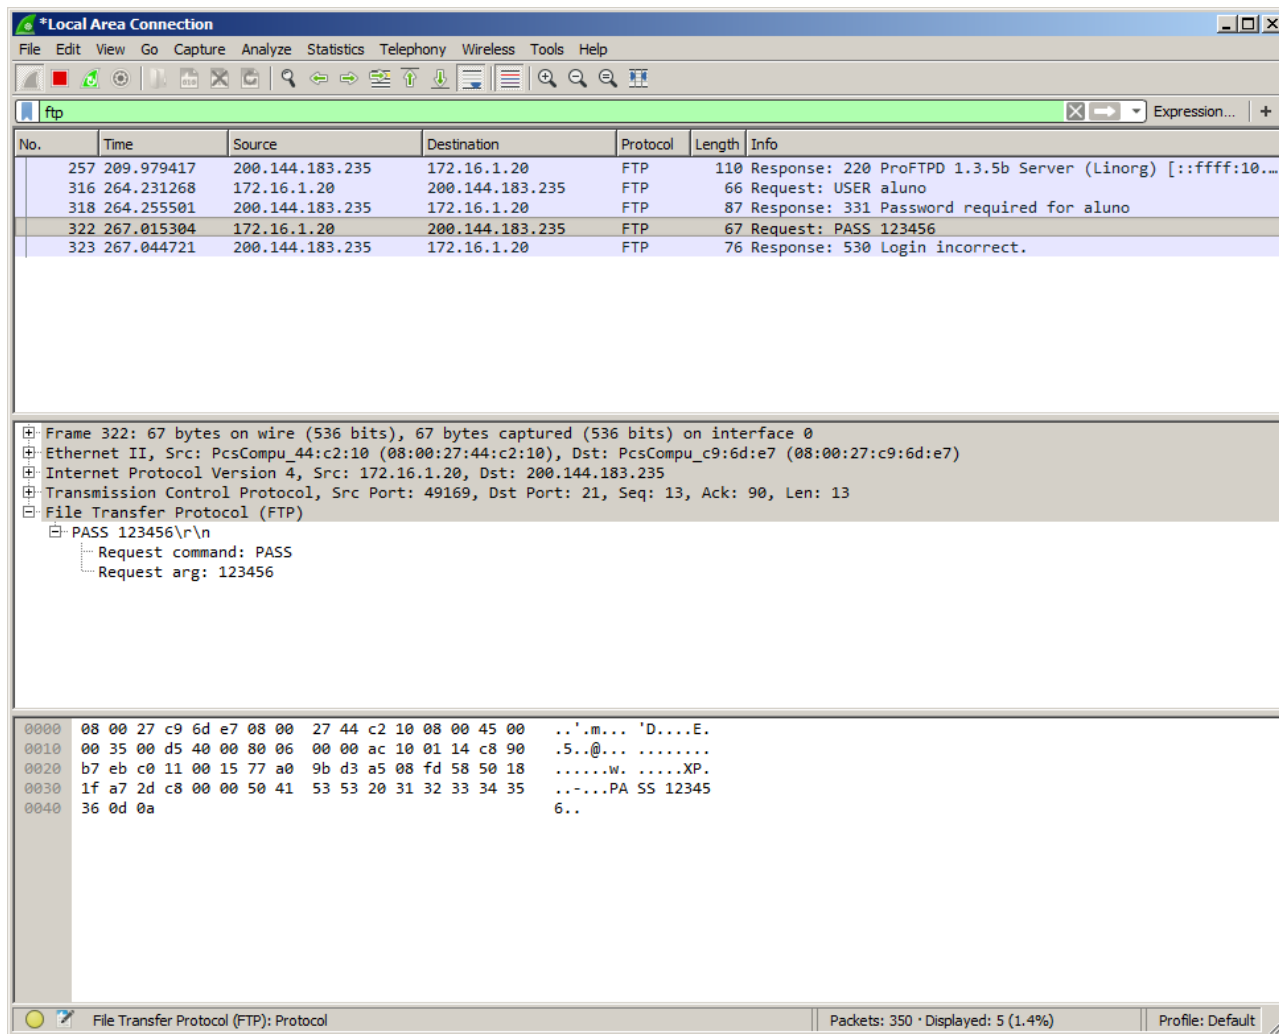 *Local Area Connection
File Edit View Go Capture Analyze Statistics Telephony Wireless Tools Help
ftp Expression... +
No. Time Source Destination Protocol Length Info
257 209.979417 200.144.183.235 172.16.1.20 FTP 110 Response: 220 ProFTPD 1.3.5b Server (Linorg) [::ffff:10....
316 264.231268 172.16.1.20 200.144.183.235 FTP 66 Request: USER aluno
318 264.255501 200.144.183.235 172.16.1.20 FTP 87 Response: 331 Password required for aluno
322 267.015304 172.16.1.20 200.144.183.235 FTP 67 Request: PASS 123456
323 267.044721 200.144.183.235 172.16.1.20 FTP 76 Response: 530 Login incorrect.
Frame 322: 67 bytes on wire (536 bits), 67 bytes captured (536 bits) on interface 0
Ethernet II, Src: PcsCompu_44:c2:10 (08:00:27:44:c2:10), Dst: PcsCompu_c9:6d:e7 (08:00:27:c9:6d:e7)
Internet Protocol Version 4, Src: 172.16.1.20, Dst: 200.144.183.235
Transmission Control Protocol, Src Port: 49169, Dst Port: 21, Seq: 13, Ack: 90, Len: 13
File Transfer Protocol (FTP)
PASS 123456\r\n
Request command: PASS
Request arg: 123456
0000 08 00 27 c9 6d e7 08 00 27 44 c2 10 08 00 45 00 ..'.m... 'D....E.
0010 00 35 00 d5 40 00 80 06 00 00 ac 10 01 14 c8 90 .5..@... ........
0020 b7 eb c0 11 00 15 77 a0 9b d3 a5 08 fd 58 50 18 ......w. .....XP.
0030 1f a7 2d c8 00 00 50 41 53 53 20 31 32 33 34 35 ..-...PA SS 12345
0040 36 0d 0a 6..
File Transfer Protocol (FTP): Protocol Packets: 350 · Displayed: 5 (1.4%) Profile: Default